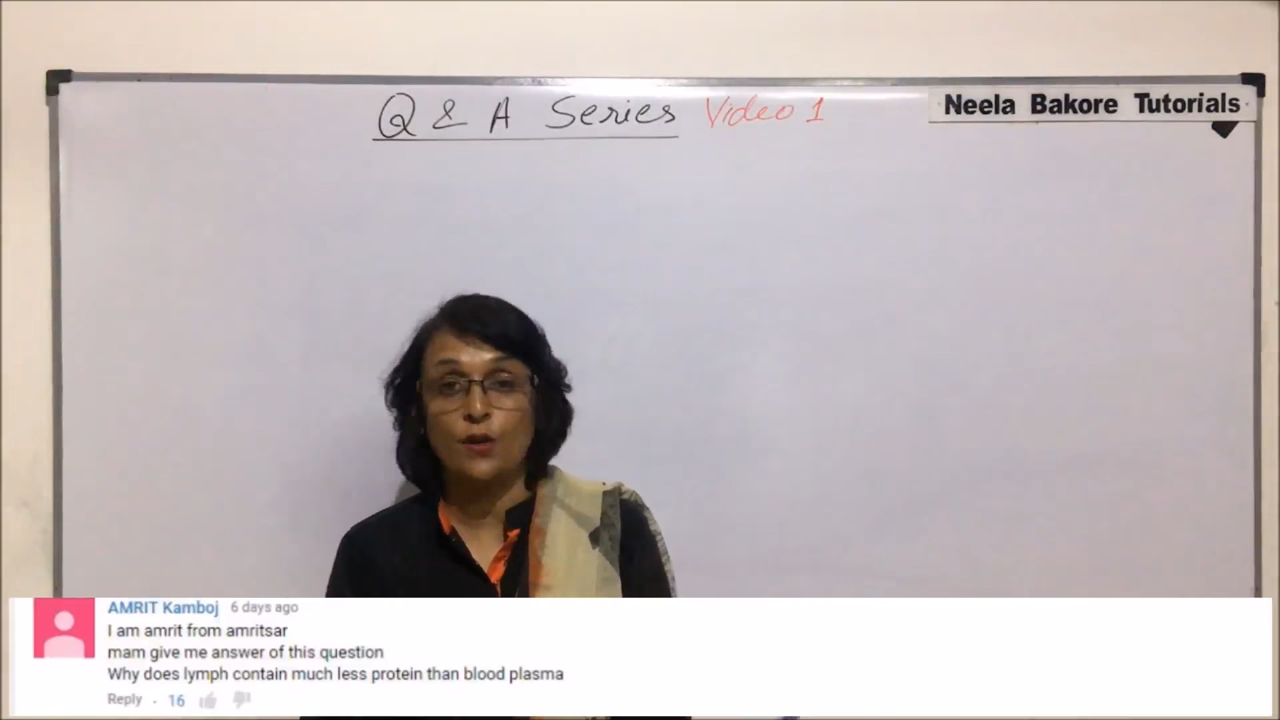 Q & A Series Video 1
Neela Bakore Tutorials
AMRIT Kamboj 6 days ago
I am amrit from amritsar
mam give me answer of this question
Why does lymph contain much less protein than blood plasma
Reply . 16